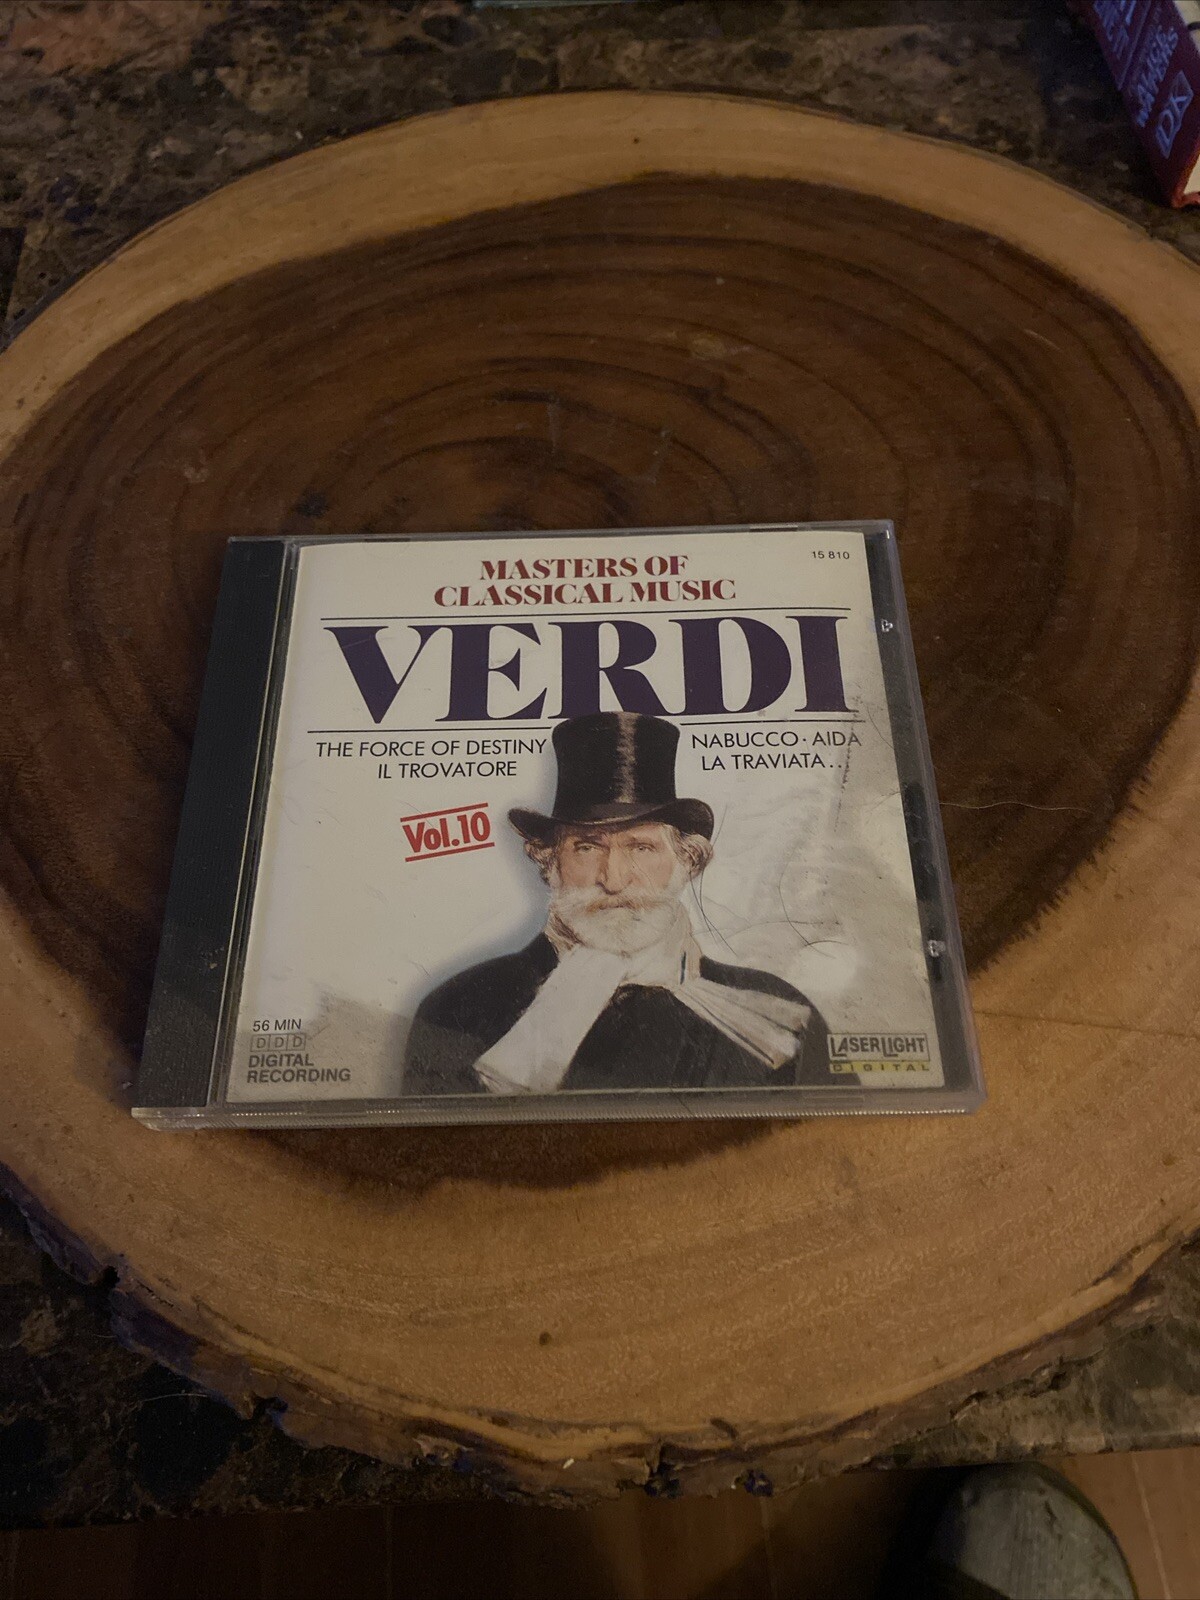 MASTERS OF
CLASSICAL MUSIC
15 810
VERDI
THE FORCE OF DESTINY
IL TROVATORE
NABUCCO · AIDA
LA TRAVIATA...
Vol.10
56 MIN
DDD
DIGITAL
RECORDING
LASERLIGHT
DIGITAL
DK